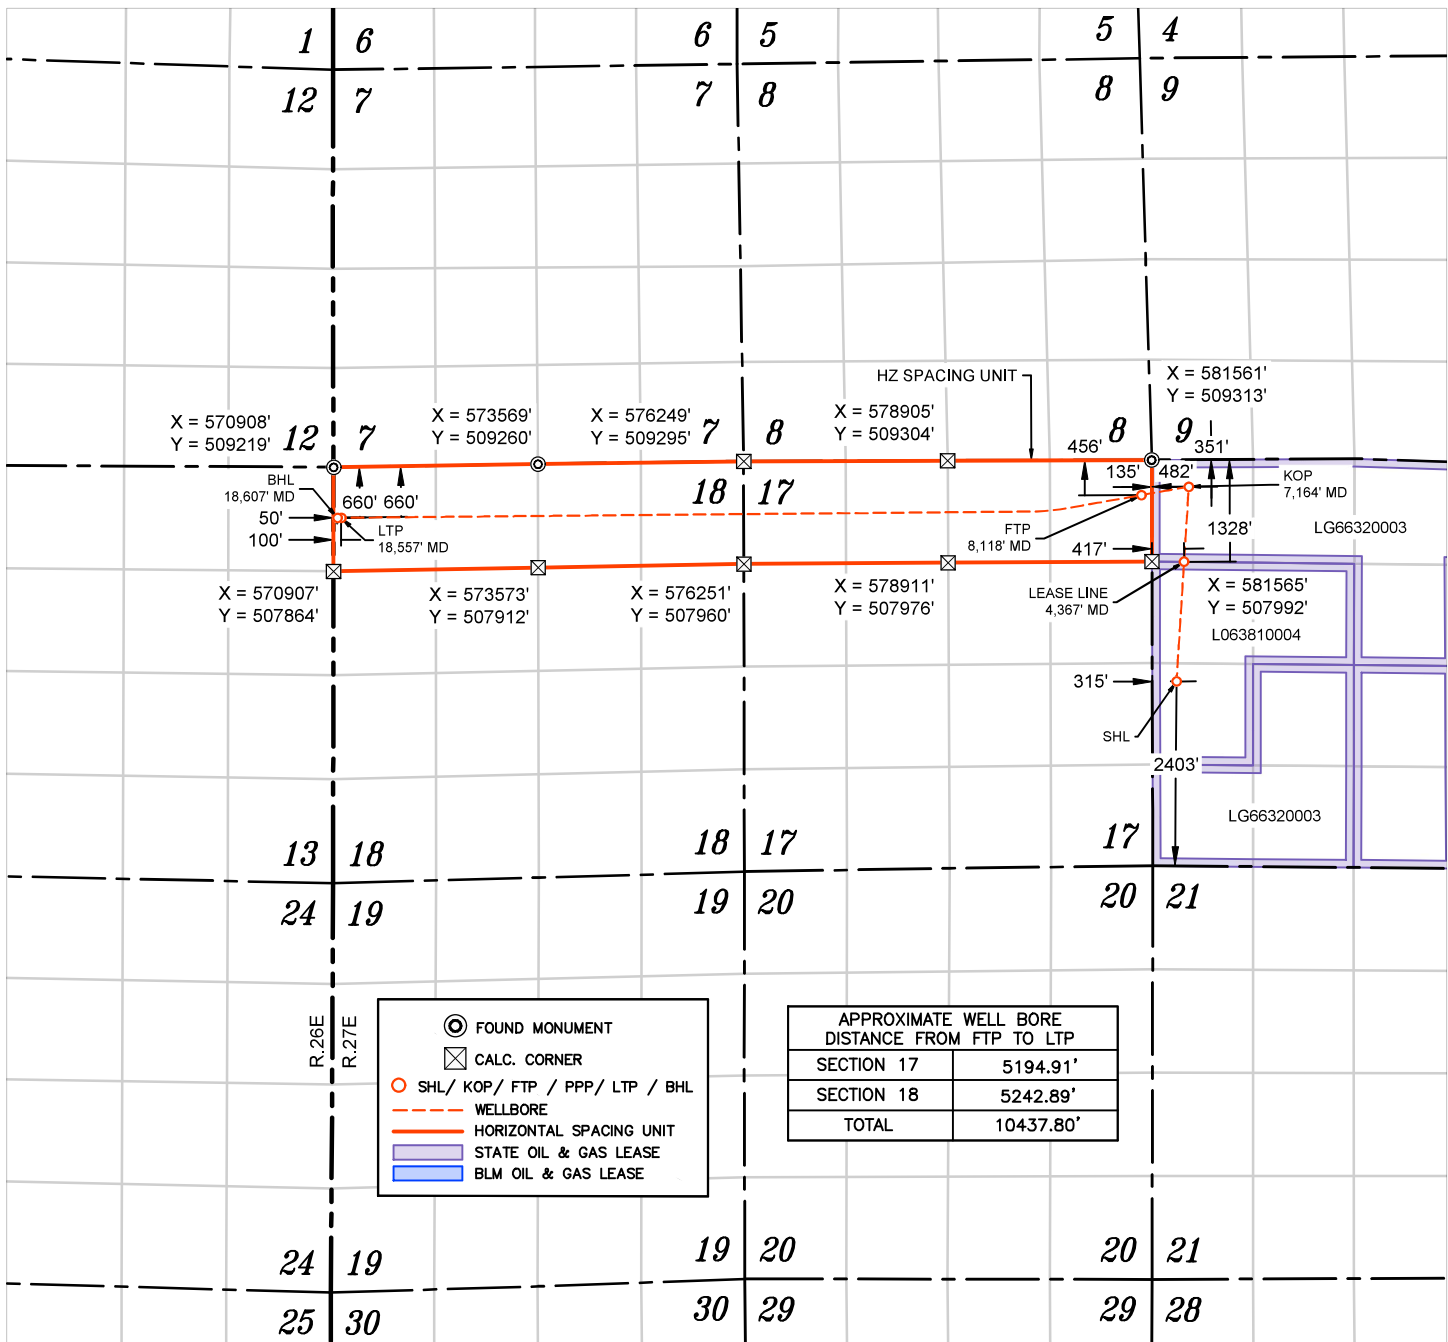 1 6
6 5
5 4
12 7
7 8
8 9
HZ SPACING UNIT
X = 581561'
Y = 509313'
X = 570908'
Y = 509219'
12 7
X = 573569'
Y = 509260'
X = 576249'
Y = 509295'
7 8
X = 578905'
Y = 509304'
8 9
456'
351'
135'
482'
KOP
7,164' MD
BHL
18,607' MD
660' 660'
18 17
50'
LTP
18,557' MD
100'
FTP
8,118' MD
1328'
LG66320003
417'
X = 570907'
Y = 507864'
X = 573573'
Y = 507912'
X = 576251'
Y = 507960'
X = 578911'
Y = 507976'
LEASE LINE
4,367' MD
X = 581565'
Y = 507992'
L063810004
315'
SHL
2403'
LG66320003
13 18
18 17
17
24 19
19 20
20 21
R.26E
R.27E
FOUND MONUMENT
CALC. CORNER
SHL/ KOP/ FTP / PPP/ LTP / BHL
WELLBORE
HORIZONTAL SPACING UNIT
STATE OIL & GAS LEASE
BLM OIL & GAS LEASE
APPROXIMATE WELL BORE
DISTANCE FROM FTP TO LTP
SECTION 17 5194.91'
SECTION 18 5242.89'
TOTAL 10437.80'
24 19
19 20
20 21
25 30
30 29
29 28